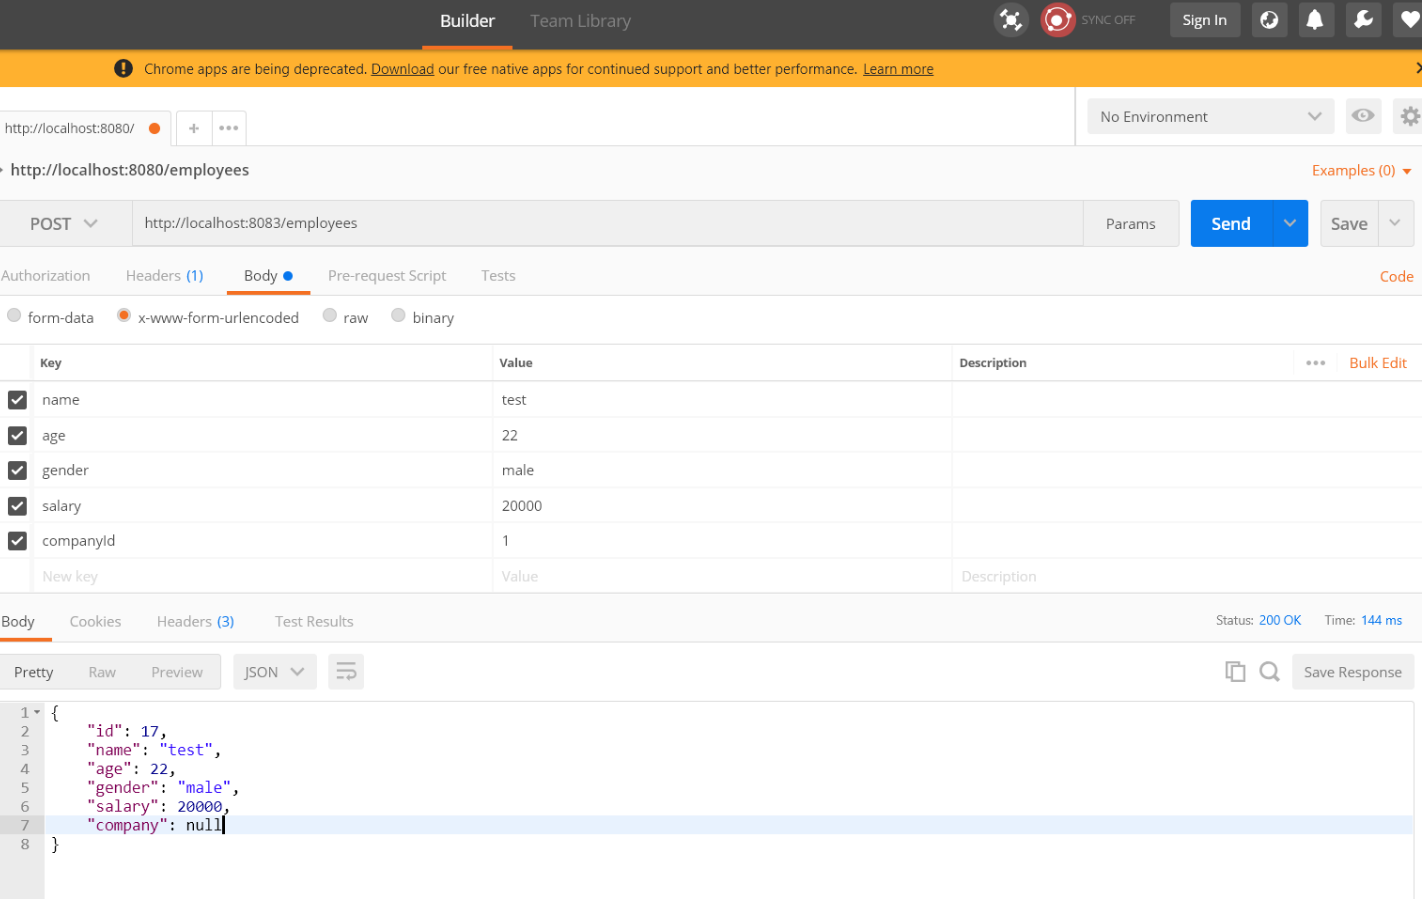 Builder Team Library SYNC OFF Sign In
Chrome apps are being deprecated. Download our free native apps for continued support and better performance. Learn more
http://localhost:8080/ + ••• No Environment
http://localhost:8080/employees Examples (0)
POST http://localhost:8083/employees Params Send Save
Authorization Headers (1) Body Pre-request Script Tests Code
form-data x-www-form-urlencoded raw binary
Key Value Description ••• Bulk Edit
name test
age 22
gender male
salary 20000
companyId 1
New key Value Description
Body Cookies Headers (3) Test Results Status: 200 OK Time: 144 ms
Pretty Raw Preview JSON Save Response
1 {
2 "id": 17,
3 "name": "test",
4 "age": 22,
5 "gender": "male",
6 "salary": 20000,
7 "company": null
8 }